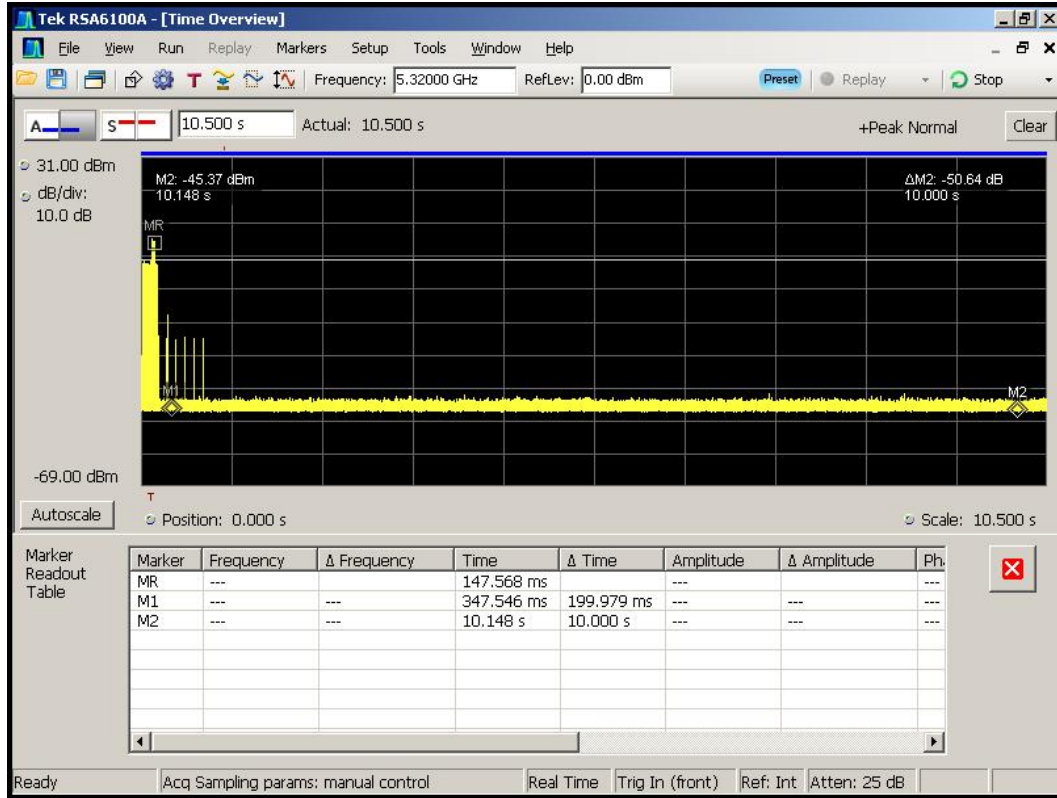 Tek RSA6100A - [Time Overview]
File View Run Replay Markers Setup Tools Window Help
T Frequency: 5.32000 GHz RefLev: 0.00 dBm Preset Replay Stop
A S 10.500 s Actual: 10.500 s +Peak Normal Clear
31.00 dBm
dB/div:
10.0 dB
M2: -45.37 dBm
10.148 s
ΔM2: -50.64 dB
10.000 s
MR
M1
M2
-69.00 dBm
T
Autoscale
Position: 0.000 s
Scale: 10.500 s
Marker
Readout
Table
Marker Frequency Δ Frequency Time Δ Time Amplitude Δ Amplitude Ph.
MR --- 147.568 ms --- ---
M1 --- --- 347.546 ms 199.979 ms --- --- ---
M2 --- --- 10.148 s 10.000 s --- --- ---
Ready Acq Sampling params: manual control Real Time Trig In (front) Ref: Int Atten: 25 dB